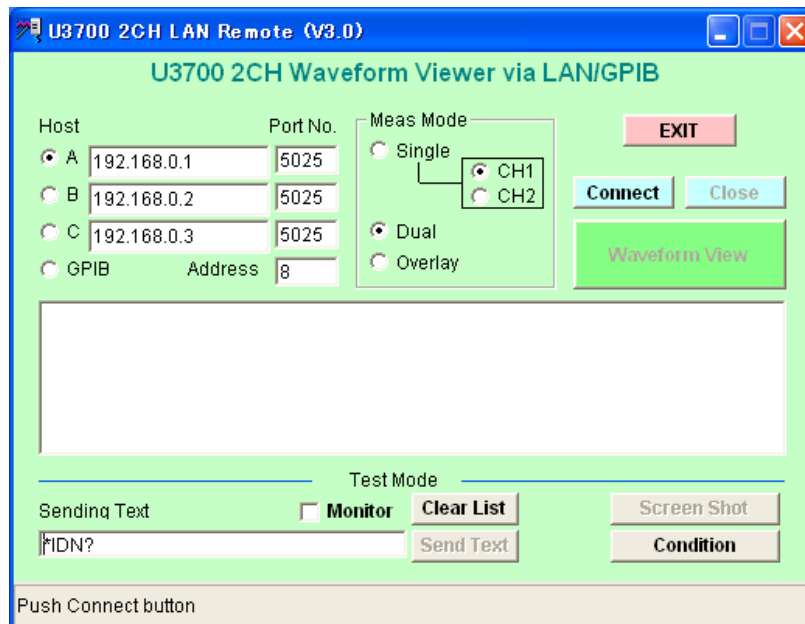 U3700 2CH LAN Remote (V3.0)
U3700 2CH Waveform Viewer via LAN/GPIB
Host Port No.
A 192.168.0.1 5025
B 192.168.0.2 5025
C 192.168.0.3 5025
GPIB Address 8
Meas Mode
Single
CH1
CH2
Dual
Overlay
EXIT
Connect Close
Waveform View
Test Mode
Sending Text Monitor Clear List Screen Shot
*IDN? Send Text Condition
Push Connect button